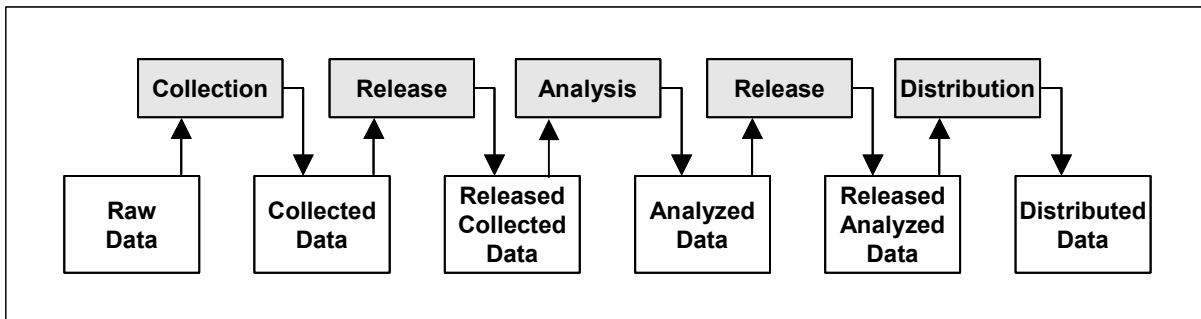 Collection
Release
Analysis
Release
Distribution
Raw
Data
Collected
Data
Released
Collected
Data
Analyzed
Data
Released
Analyzed
Data
Distributed
Data